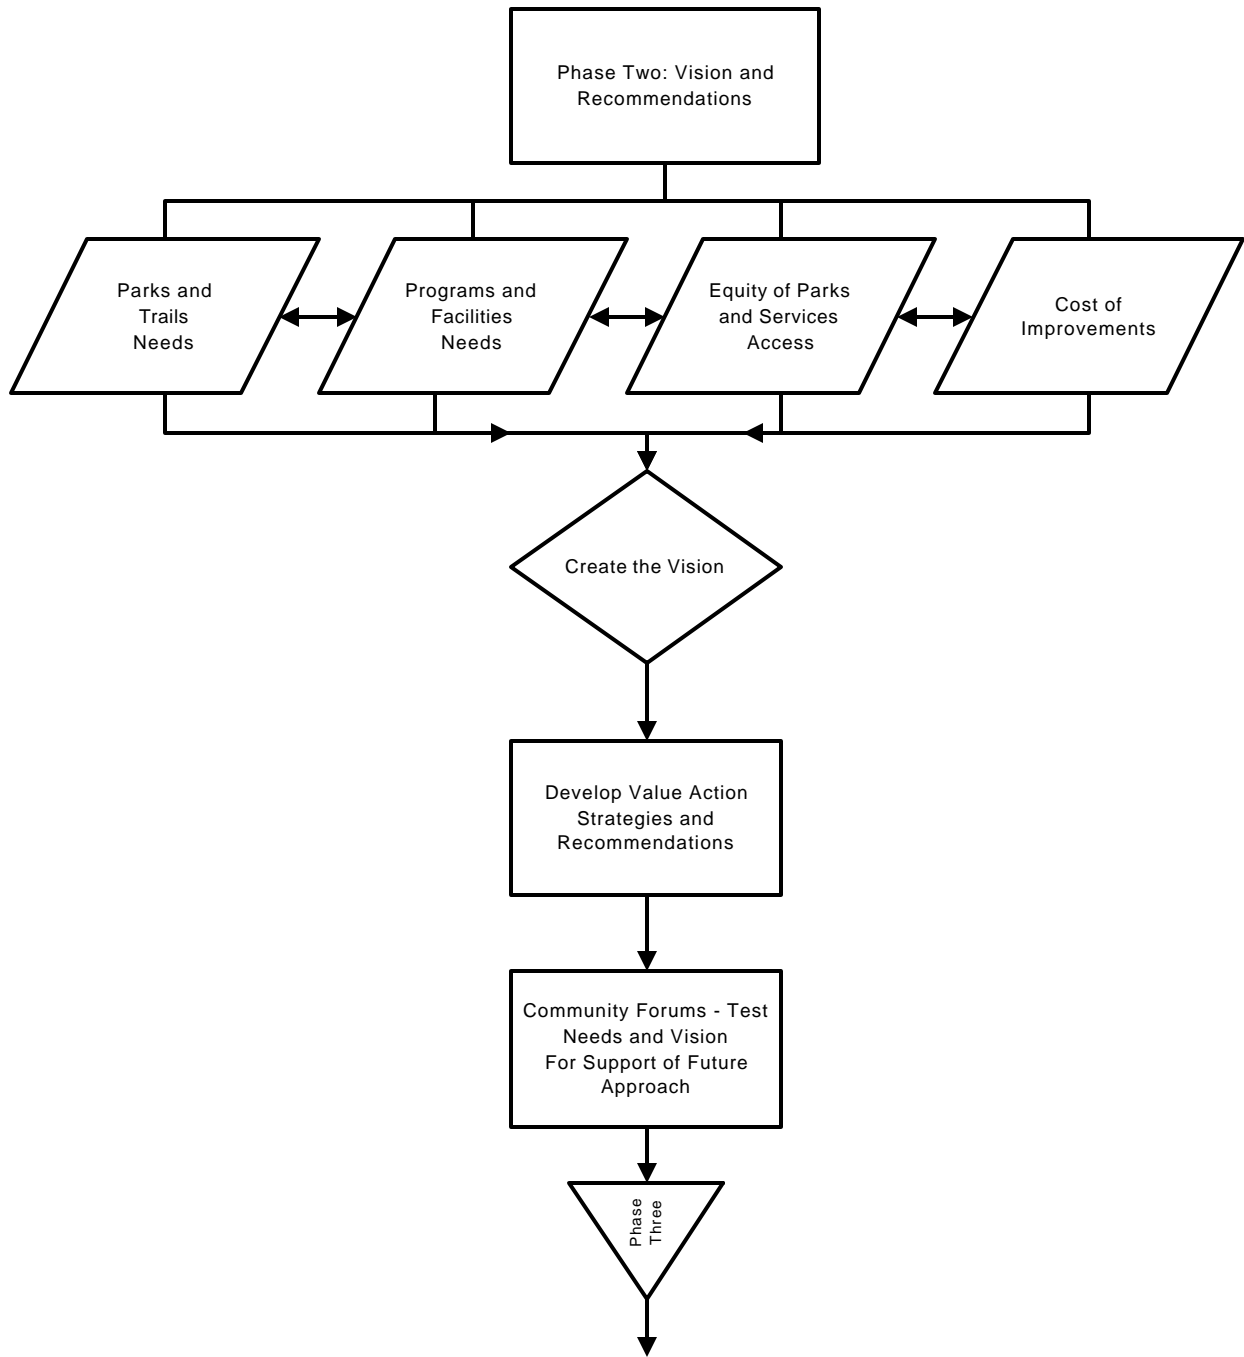 Phase Two: Vision and
Recommendations
Parks and
Trails
Needs
Programs and
Facilities
Needs
Equity of Parks
and Services
Access
Cost of
Improvements
Create the Vision
Develop Value Action
Strategies and
Recommendations
Community Forums - Test
Needs and Vision
For Support of Future
Approach
Phase
Three